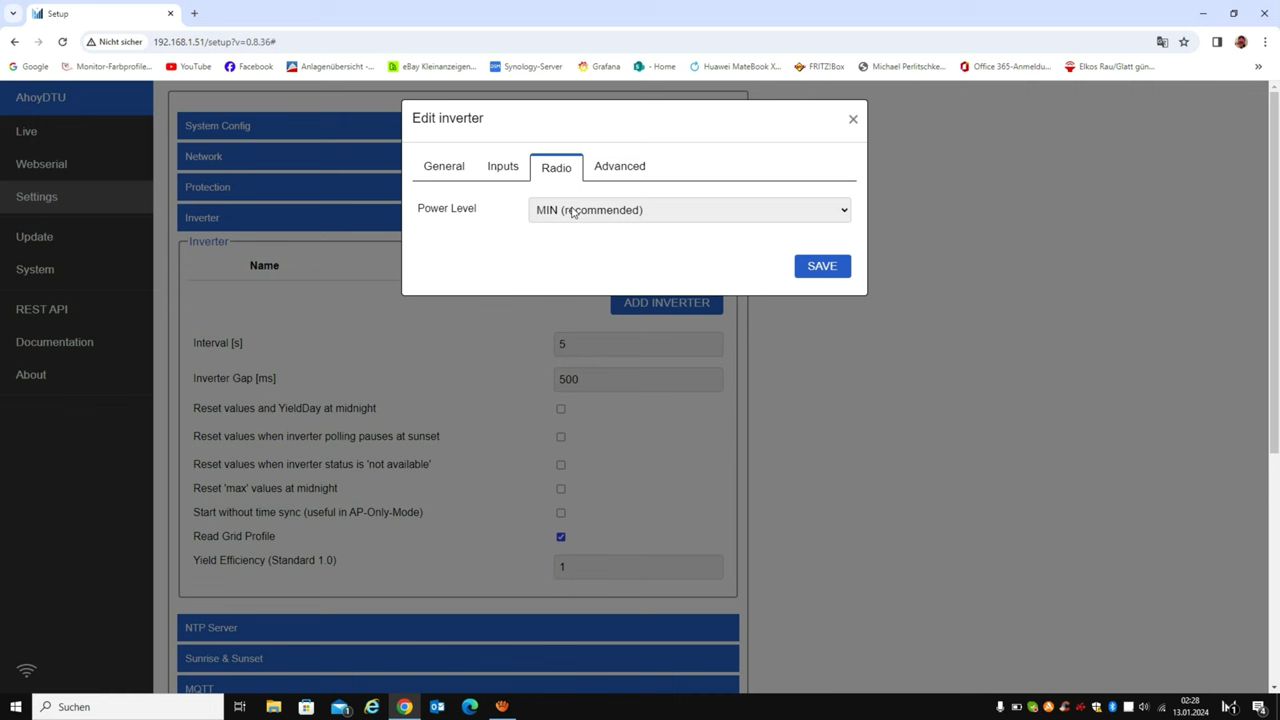 Setup
Nicht sicher
192.168.1.51/setup?v=0.8.36#
Google
Monitor-Farbprofile...
YouTube
Facebook
Anlagenübersicht -...
eBay Kleinanzeigen...
Synology-Server
Grafana
- Home
Huawei MateBook X...
FRITZ!Box
Michael Perlitschke...
Office 365-Anmeldu...
Elkos Rau/Glatt gün...
AhoyDTU
Live
Webserial
Settings
Update
System
REST API
Documentation
About
System Config
Network
Protection
Inverter
Inverter
Name
Edit inverter
General
Inputs
Radio
Advanced
Power Level
MIN (recommended)
SAVE
ADD INVERTER
Interval [s]
5
Inverter Gap [ms]
500
Reset values and YieldDay at midnight
Reset values when inverter polling pauses at sunset
Reset values when inverter status is 'not available'
Reset 'max' values at midnight
Start without time sync (useful in AP-Only-Mode)
Read Grid Profile
Yield Efficiency (Standard 1.0)
1
NTP Server
Sunrise & Sunset
MQTT
Suchen
02:28
13.01.2024